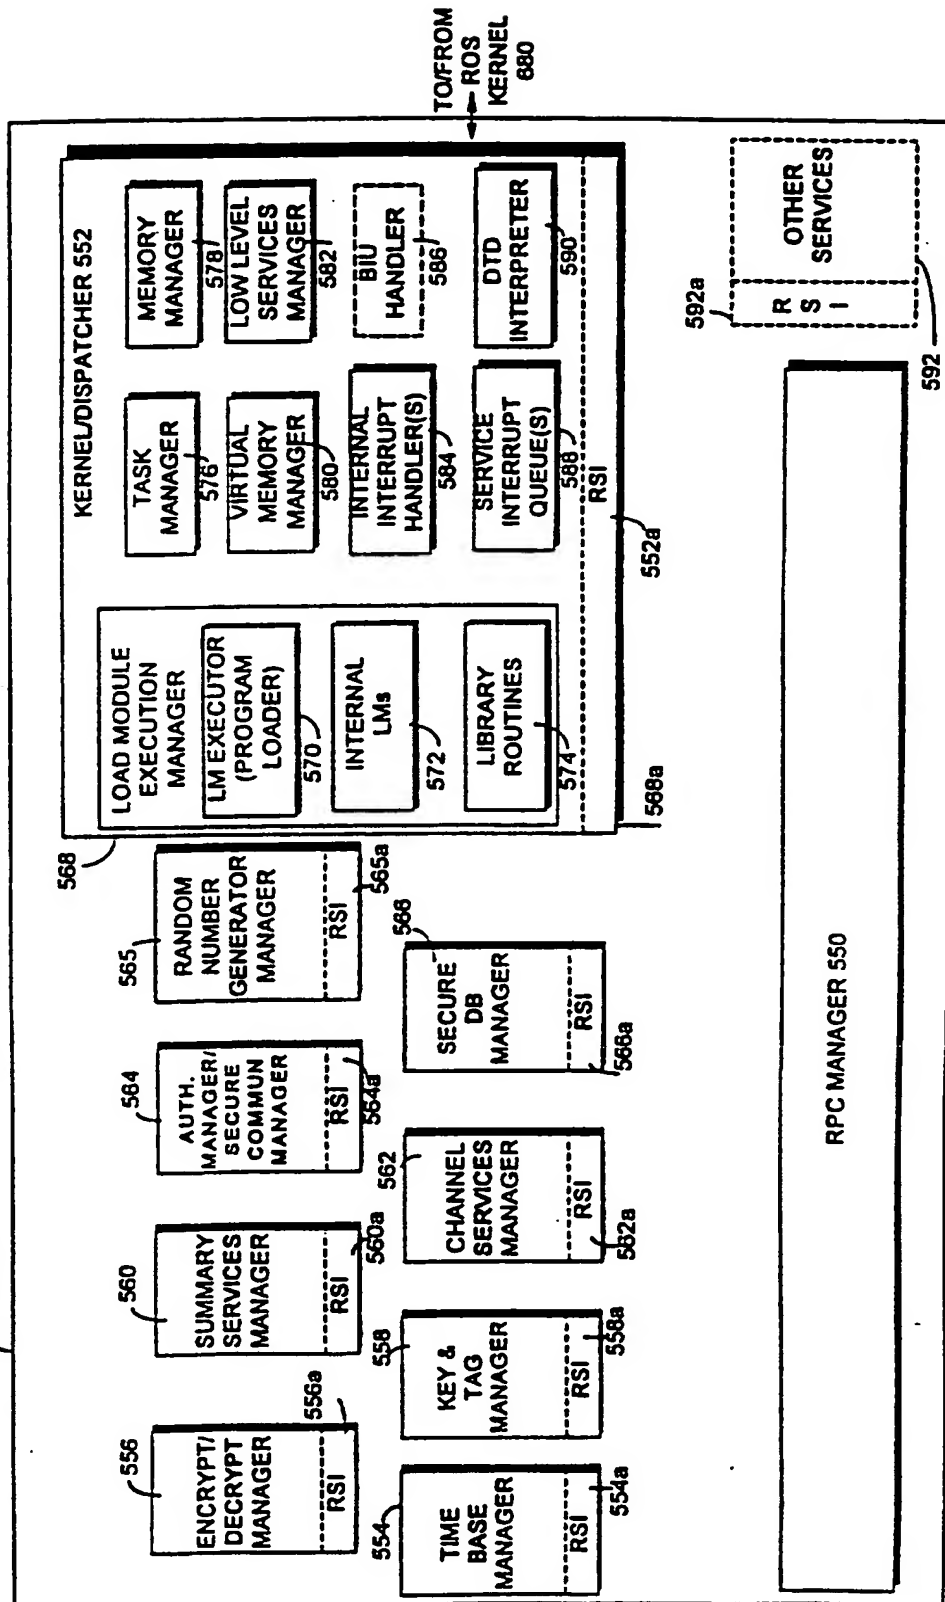 KERNEL/DISPATCHER 552
TASK
MANAGER
576
MEMORY
MANAGER
578
VIRTUAL
MEMORY
MANAGER
580
LOW LEVEL
SERVICES
MANAGER
582
INTERNAL
INTERRUPT
HANDLER(S)
584
BIU
HANDLER
586
SERVICE
INTERRUPT
QUEUE(S)
588
DTD
INTERPRETER
590
RSI
552a
TO/FROM
ROS
KERNEL
680
LOAD MODULE
EXECUTION
MANAGER
LM EXECUTOR
(PROGRAM
LOADER)
570
INTERNAL
LMs
572
LIBRARY
ROUTINES
574
568
568a
556
ENCRYPT/
DECRYPT
MANAGER
RSI
556a
560
SUMMARY
SERVICES
MANAGER
RSI
560a
564
AUTH.
MANAGER/
SECURE
COMMUN
MANAGER
RSI
564a
565
RANDOM
NUMBER
GENERATOR
MANAGER
RSI
565a
554
TIME
BASE
MANAGER
RSI
554a
558
KEY &
TAG
MANAGER
RSI
558a
562
CHANNEL
SERVICES
MANAGER
RSI
562a
566
SECURE
DB
MANAGER
RSI
566a
RPC MANAGER 550
592a
R
S
I
OTHER
SERVICES
592